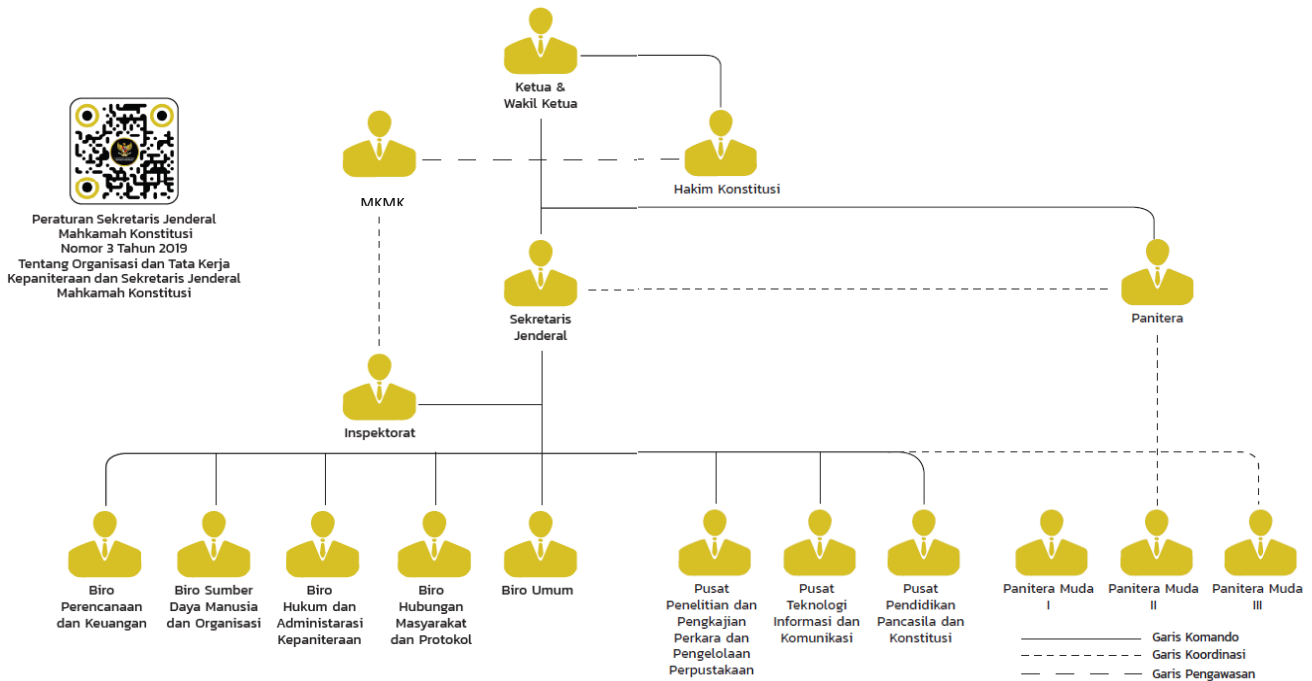 Ketua &
Wakil Ketua
MKMK
Hakim Konstitusi
Peraturan Sekretaris Jenderal
Mahkamah Konstitusi
Nomor 3 Tahun 2019
Tentang Organisasi dan Tata Kerja
Kepaniteraan dan Sekretaris Jenderal
Mahkamah Konstitusi
Sekretaris
Jenderal
Panitera
Inspektorat
Biro
Perencanaan
dan Keuangan
Biro Sumber
Daya Manusia
dan Organisasi
Biro
Hukum dan
Administarasi
Kepaniteraan
Biro
Hubungan
Masyarakat
dan Protokol
Biro Umum
Pusat
Penelitian dan
Pengkajian
Perkara dan
Pengelolaan
Perpustakaan
Pusat
Teknologi
Informasi dan
Komunikasi
Pusat
Pendidikan
Pancasila dan
Konstitusi
Panitera Muda
I
Panitera Muda
II
Panitera Muda
III
Garis Komando
Garis Koordinasi
Garis Pengawasan